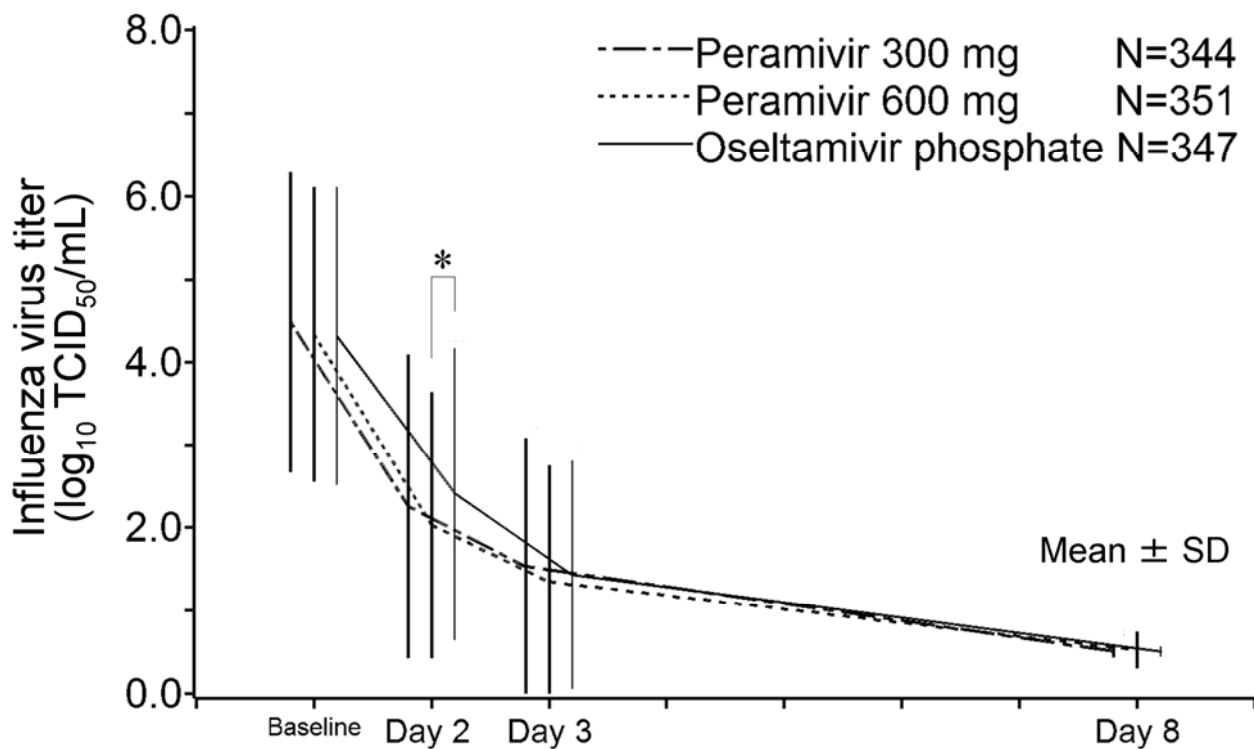 8.0
6.0
4.0
2.0
0.0
Influenza virus titer
(log₁₀ TCID₅₀/mL)
Peramivir 300 mg N=344
Peramivir 600 mg N=351
Oseltamivir phosphate N=347
*
Mean ± SD
Baseline Day 2 Day 3 Day 8